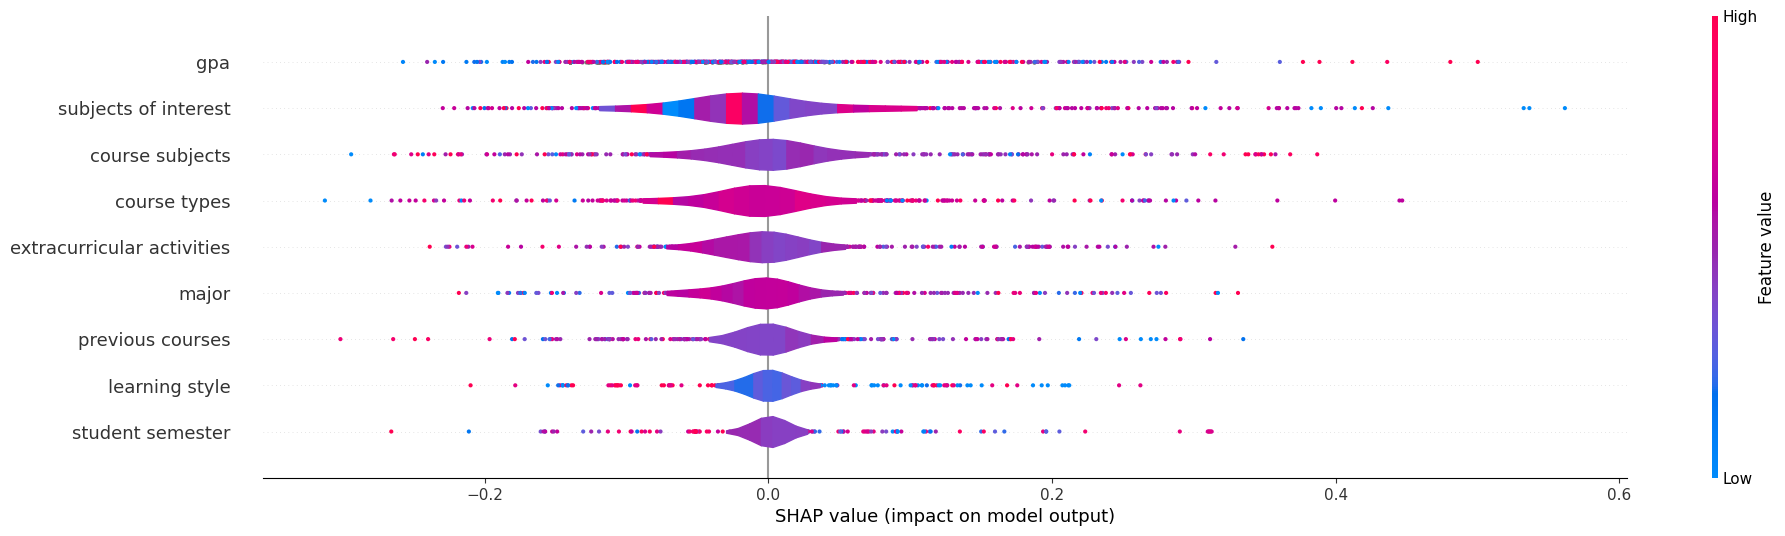 High
gpa
subjects of interest
course subjects
course types
extracurricular activities
major
previous courses
learning style
student semester
Feature value
Low
−0.2 0.0 0.2 0.4 0.6
SHAP value (impact on model output)